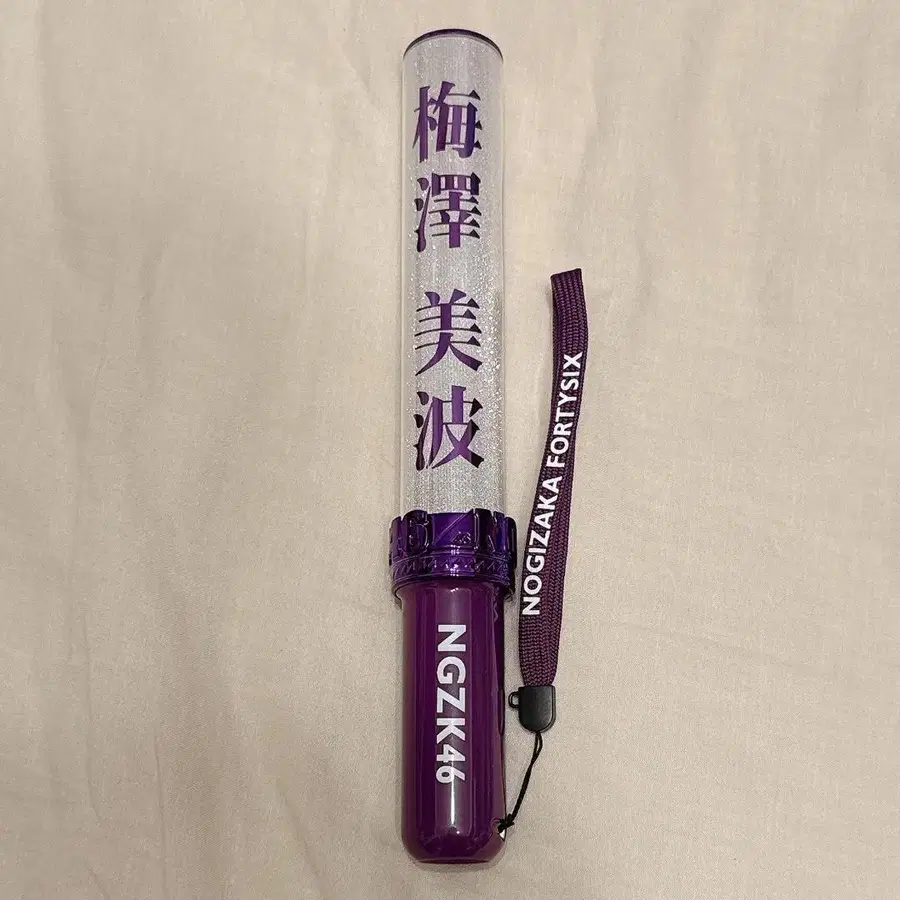 梅澤 美波
NGZK46
NOGIZAKA FORTYSIX